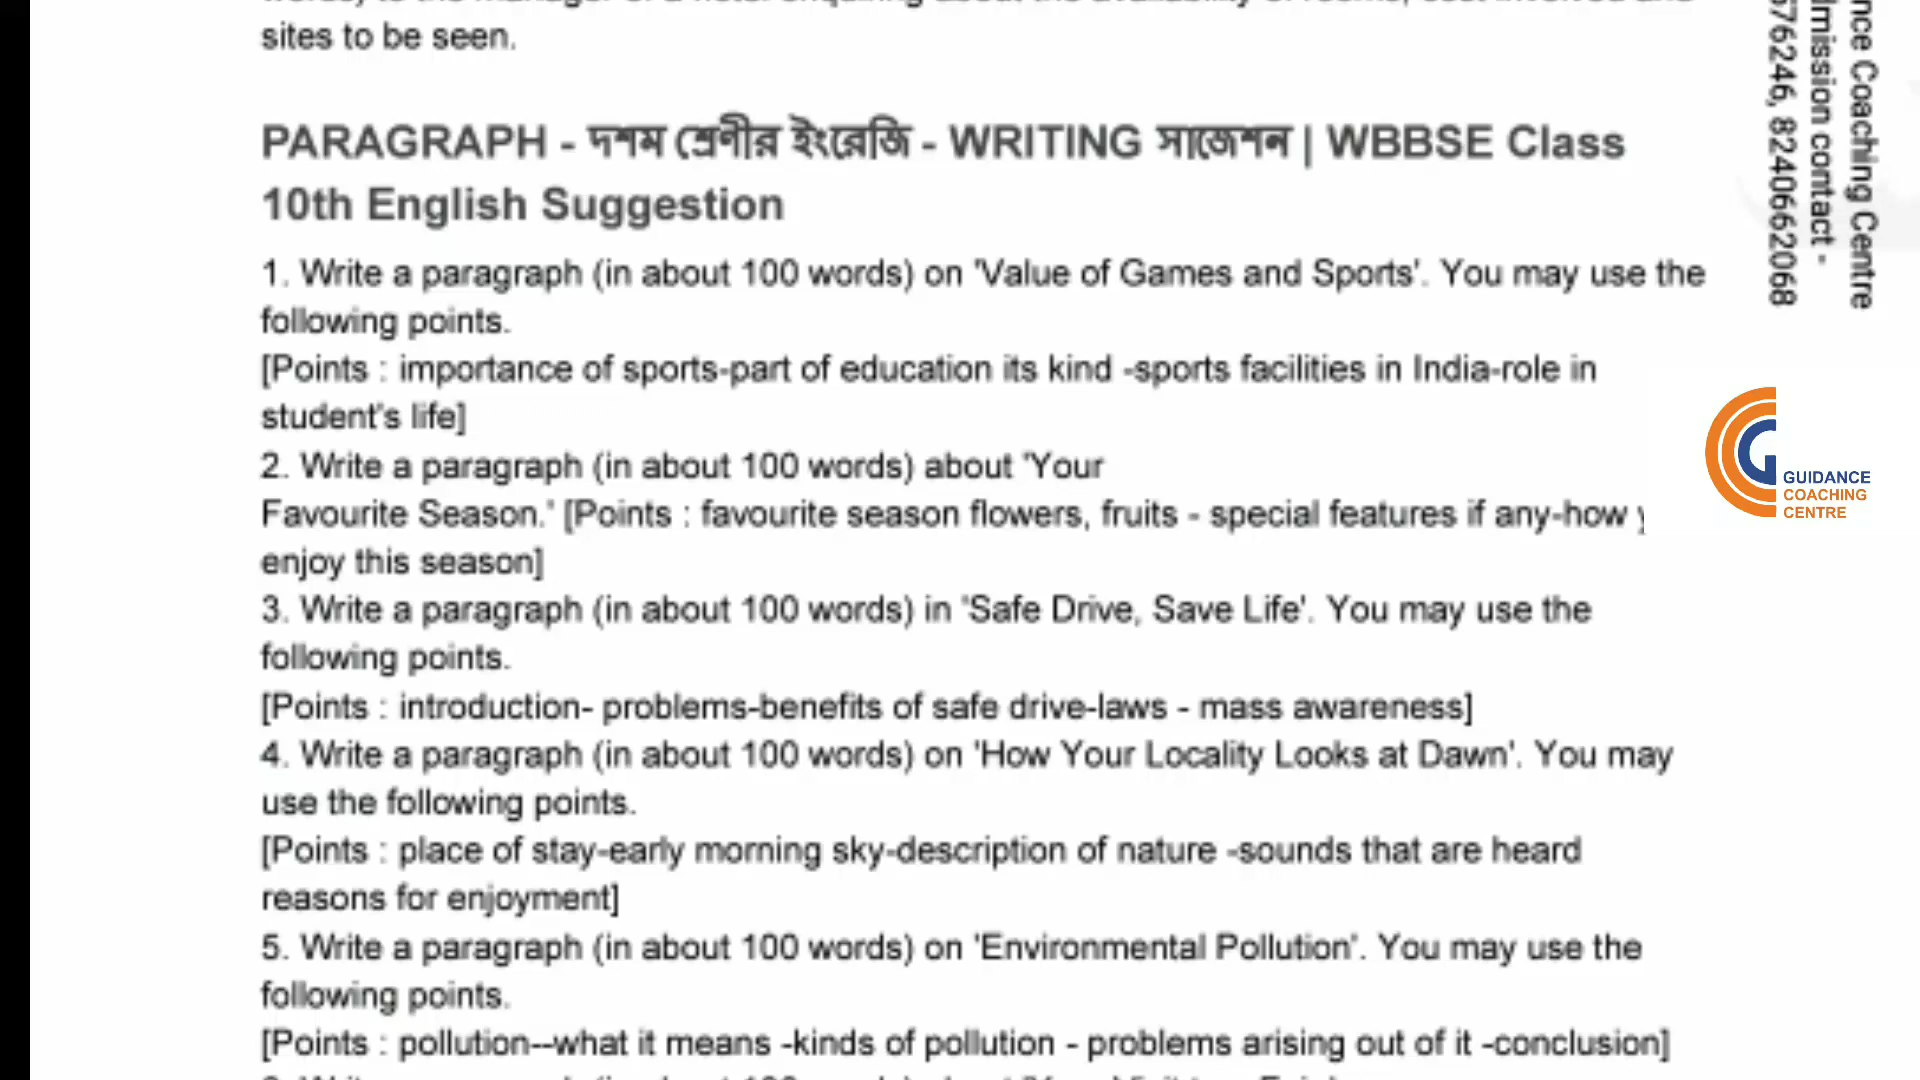 sites to be seen.
PARAGRAPH - দশম শ্রেণীর ইংরেজি - WRITING সাজেশন | WBBSE Class
10th English Suggestion
1. Write a paragraph (in about 100 words) on 'Value of Games and Sports'. You may use the
following points.
[Points : importance of sports-part of education its kind -sports facilities in India-role in
student's life]
2. Write a paragraph (in about 100 words) about 'Your
Favourite Season.' [Points : favourite season flowers, fruits - special features if any-how
enjoy this season]
3. Write a paragraph (in about 100 words) in 'Safe Drive, Save Life'. You may use the
following points.
[Points : introduction- problems-benefits of safe drive-laws - mass awareness]
4. Write a paragraph (in about 100 words) on 'How Your Locality Looks at Dawn'. You may
use the following points.
[Points : place of stay-early morning sky-description of nature -sounds that are heard
reasons for enjoyment]
5. Write a paragraph (in about 100 words) on 'Environmental Pollution'. You may use the
following points.
[Points : pollution--what it means -kinds of pollution - problems arising out of it -conclusion]
Coaching Centre
contact -
8240662068
GUIDANCE
COACHING
CENTRE